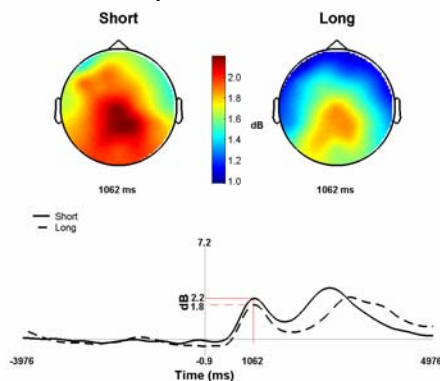 Short
Long
2.0
1.8
1.6
1.4
1.2
1.0
dB
1062 ms
1062 ms
Short
Long
7.2
dB
2.2
1.8
-3976
-0.9
1062
4976
Time (ms)